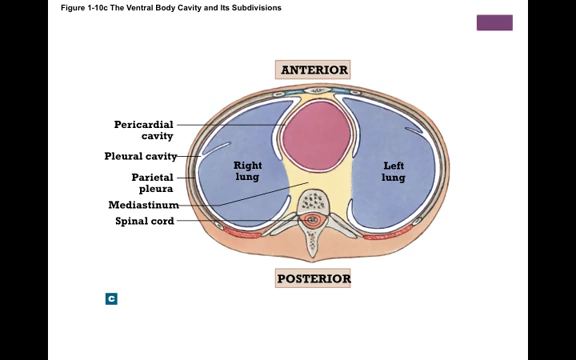 Figure 1-10c The Ventral Body Cavity and Its Subdivisions
ANTERIOR
Pericardial
cavity
Pleural cavity
Parietal
pleura
Mediastinum
Spinal cord
Right
lung
Left
lung
POSTERIOR
C